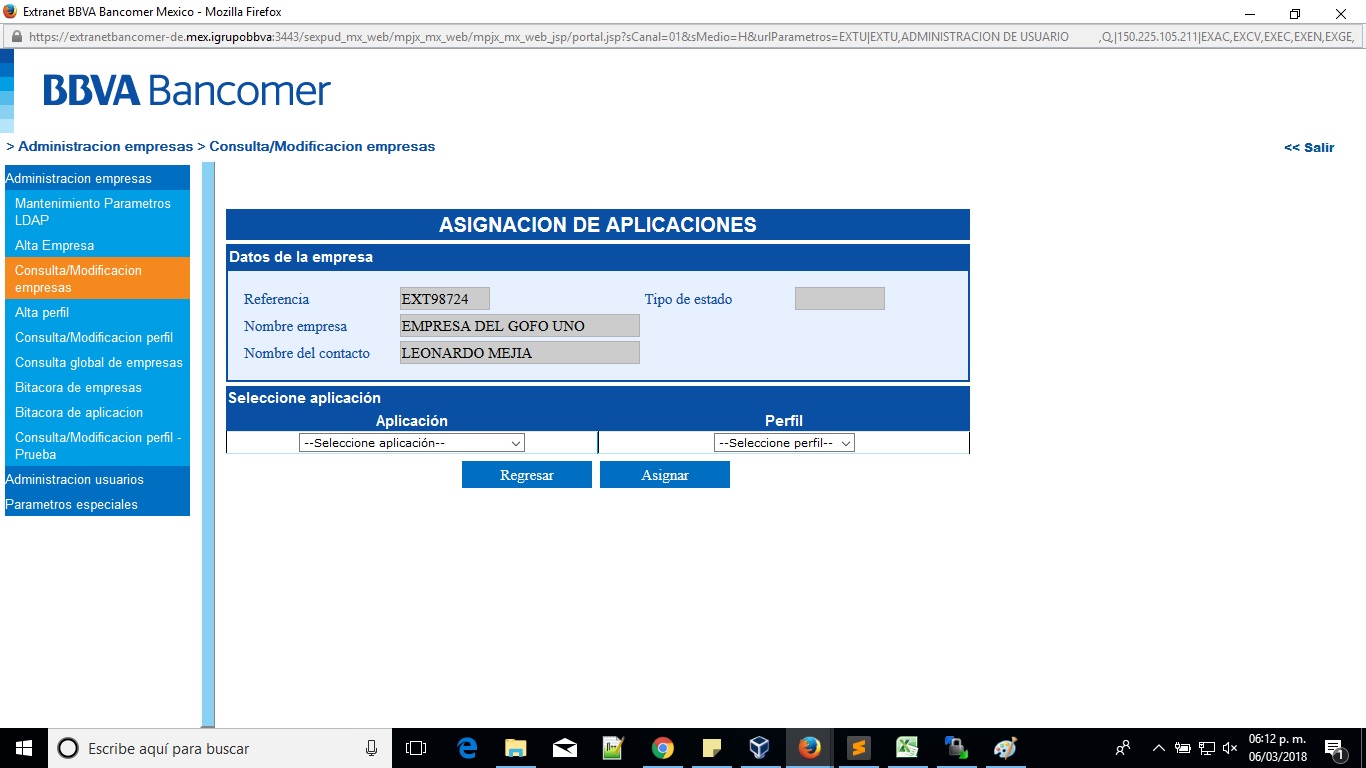 Extranet BBVA Bancomer Mexico - Mozilla Firefox
https://extranetbancomer-de.mex.igrupobbva:3443/sexpud_mx_web/mpjx_mx_web/mpjx_mx_web_jsp/portal.jsp?sCanal=01&sMedio=H&urlParametros=EXTU|EXTU,ADMINISTRACION DE USUARIO ,Q,|150.225.105.211|EXAC,EXCV,EXEC,EXEN,EXGE,
BBVA Bancomer
> Administracion empresas > Consulta/Modificacion empresas
<< Salir
Administracion empresas
Mantenimiento Parametros
LDAP
Alta Empresa
Consulta/Modificacion
empresas
Alta perfil
Consulta/Modificacion perfil
Consulta global de empresas
Bitacora de empresas
Bitacora de aplicacion
Consulta/Modificacion perfil -
Prueba
Administracion usuarios
Parametros especiales
ASIGNACION DE APLICACIONES
Datos de la empresa
Referencia EXT98724 Tipo de estado
Nombre empresa EMPRESA DEL GOFO UNO
Nombre del contacto LEONARDO MEJIA
Seleccione aplicación
Aplicación Perfil
--Seleccione aplicación-- --Seleccione perfil--
Regresar Asignar
Escribe aquí para buscar
06:12 p. m.
06/03/2018
1